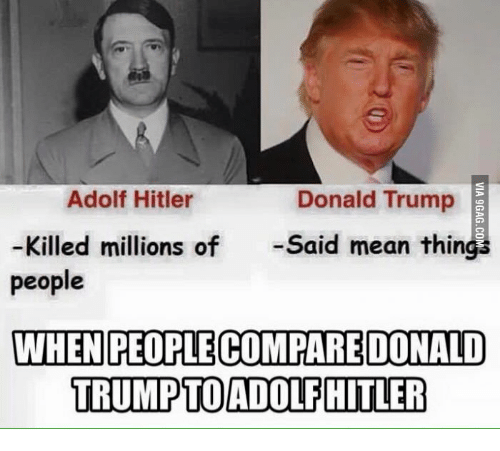 Adolf Hitler
Donald Trump
-Killed millions of people
-Said mean things
VIA 9GAG.COM
WHEN PEOPLE COMPARE DONALD
TRUMP TO ADOLF HITLER